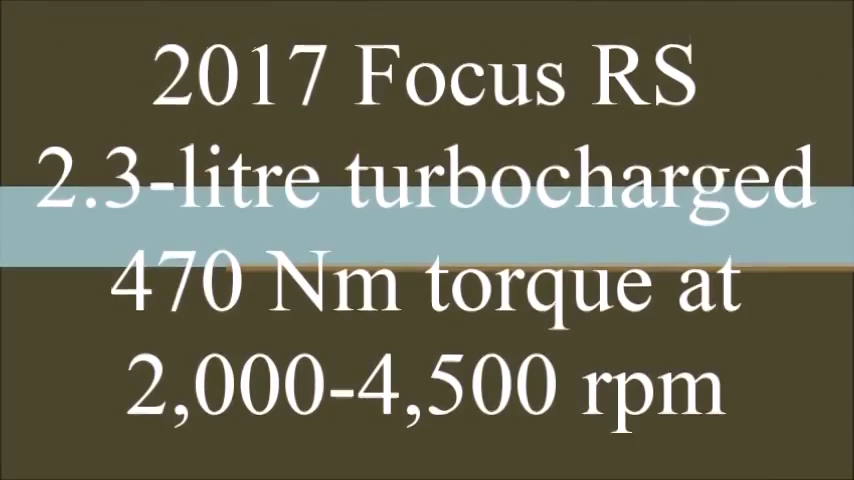 2017 Focus RS
2.3-litre turbocharged
470 Nm torque at
2,000-4,500 rpm